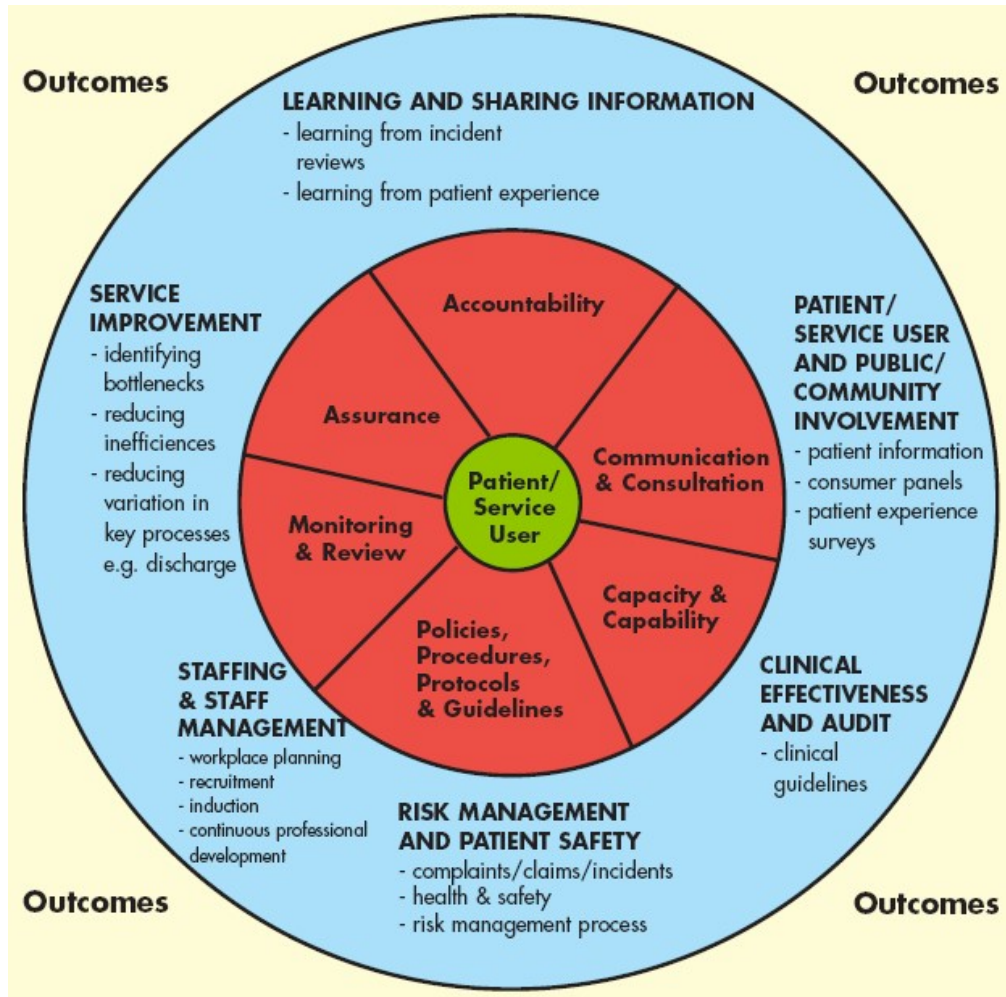 Outcomes
Outcomes
LEARNING AND SHARING INFORMATION
- learning from incident
reviews
- learning from patient experience
SERVICE
IMPROVEMENT
- identifying
bottlenecks
- reducing
inefficiences
- reducing
variation in
key processes
e.g. discharge
Accountability
Assurance
Communication
& Consultation
Patient/
Service
User
Monitoring
& Review
Capacity &
Capability
Policies,
Procedures,
Protocols
& Guidelines
PATIENT/
SERVICE USER
AND PUBLIC/
COMMUNITY
INVOLVEMENT
- patient information
- consumer panels
- patient experience
surveys
STAFFING
& STAFF
MANAGEMENT
- workplace planning
- recruitment
- induction
- continuous professional
development
RISK MANAGEMENT
AND PATIENT SAFETY
- complaints/claims/incidents
- health & safety
- risk management process
CLINICAL
EFFECTIVENESS
AND AUDIT
- clinical
guidelines
Outcomes
Outcomes